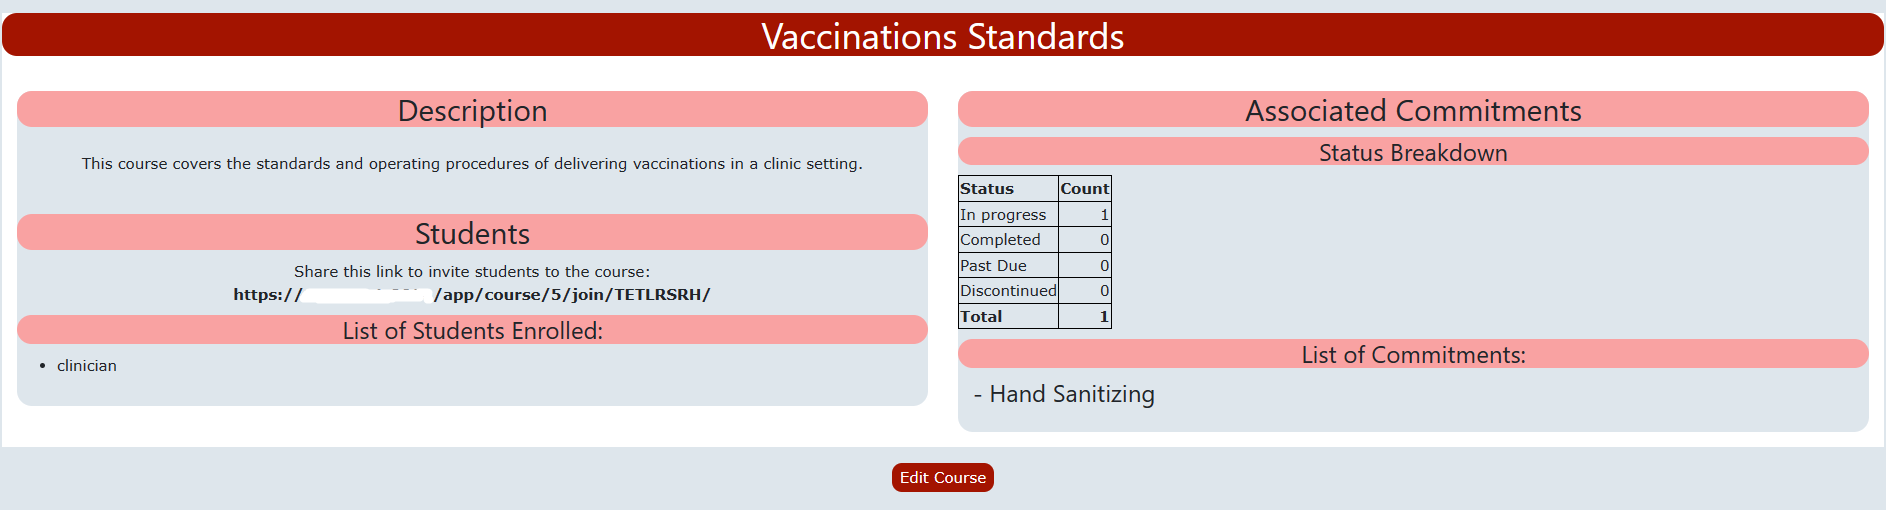 Vaccinations Standards
Description
This course covers the standards and operating procedures of delivering vaccinations in a clinic setting.
Students
Share this link to invite students to the course:
https:// /app/course/5/join/TETLRSRH/
List of Students Enrolled:
• clinician
Associated Commitments
Status Breakdown
Status Count
In progress 1
Completed 0
Past Due 0
Discontinued 0
Total 1
List of Commitments:
- Hand Sanitizing
Edit Course